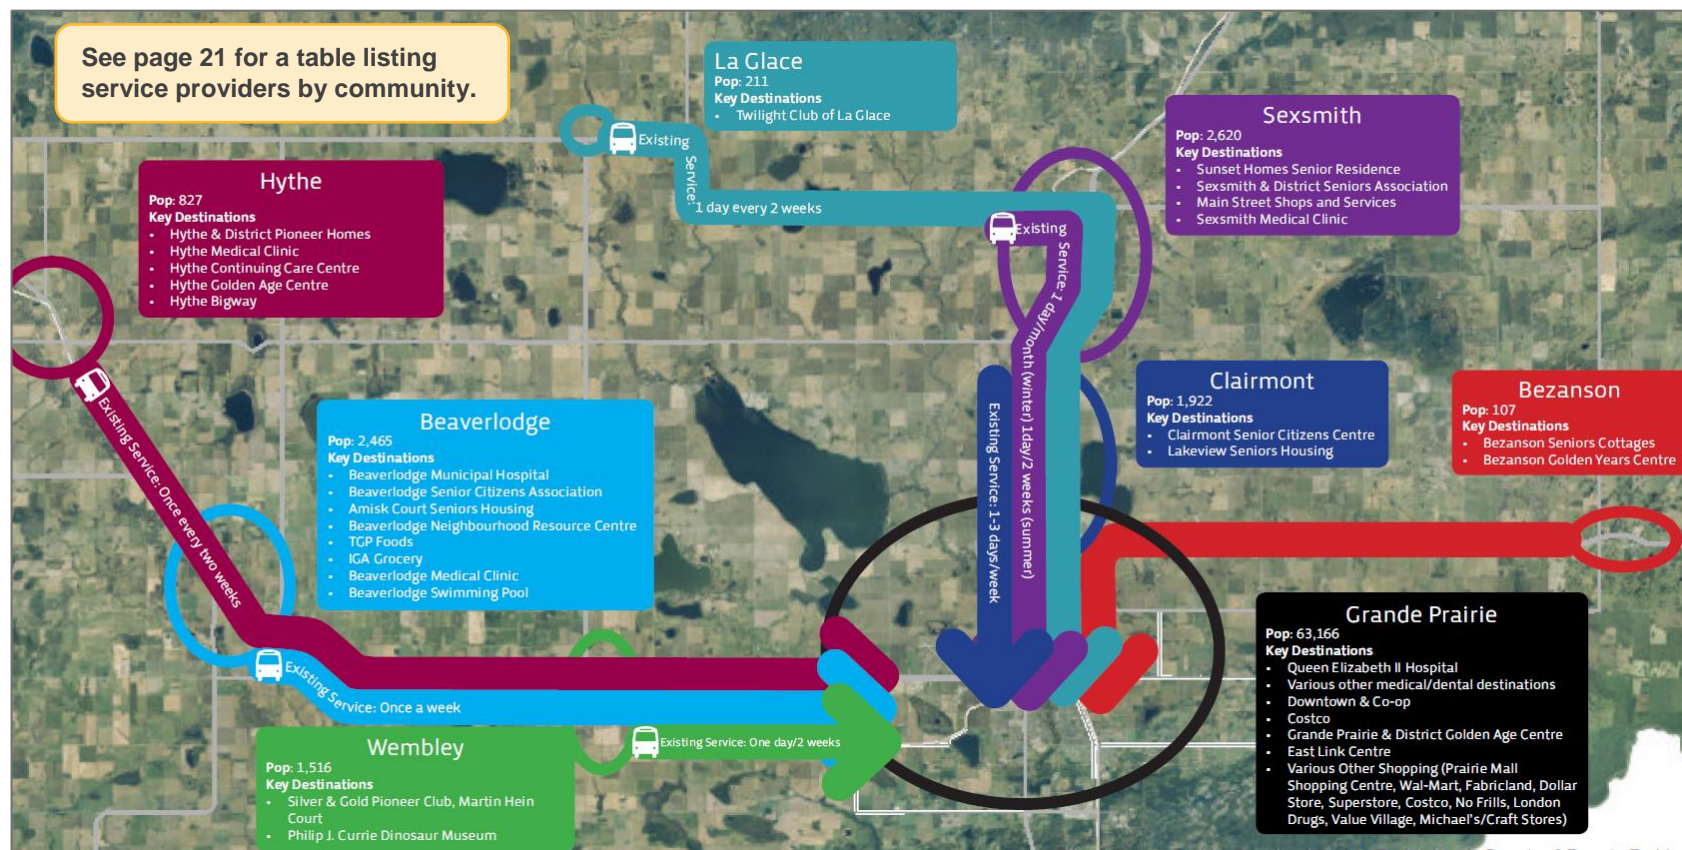 See page 21 for a table listing
service providers by community.
La Glace
Pop: 211
Key Destinations
• Twilight Club of La Glace
Existing
Service:
1 day every 2 weeks
Sexsmith
Pop: 2,620
Key Destinations
• Sunset Homes Senior Residence
• Sexsmith & District Seniors Association
• Main Street Shops and Services
• Sexsmith Medical Clinic
Existing
Service: 1 day/month (winter) 1day/2 weeks (summer)
Hythe
Pop: 827
Key Destinations
• Hythe & District Pioneer Homes
• Hythe Medical Clinic
• Hythe Continuing Care Centre
• Hythe Golden Age Centre
• Hythe Bigway
Existing Service: Once every two weeks
Beaverlodge
Pop: 2,465
Key Destinations
• Beaverlodge Municipal Hospital
• Beaverlodge Senior Citizens Association
• Amisk Court Seniors Housing
• Beaverlodge Neighbourhood Resource Centre
• TGP Foods
• IGA Grocery
• Beaverlodge Medical Clinic
• Beaverlodge Swimming Pool
Existing Service: Once a week
Clairmont
Pop: 1,922
Key Destinations
• Clairmont Senior Citizens Centre
• Lakeview Seniors Housing
Existing Service: 1-3 days/week
Bezanson
Pop: 107
Key Destinations
• Bezanson Seniors Cottages
• Bezanson Golden Years Centre
Wembley
Pop: 1,516
Key Destinations
• Silver & Gold Pioneer Club, Martin Hein
Court
• Philip J. Currie Dinosaur Museum
Existing Service: One day/2 weeks
Grande Prairie
Pop: 63,166
Key Destinations
• Queen Elizabeth II Hospital
• Various other medical/dental destinations
• Downtown & Co-op
• Costco
• Grande Prairie & District Golden Age Centre
• East Link Centre
• Various Other Shopping (Prairie Mall
Shopping Centre, Wal-Mart, Fabricland, Dollar
Store, Superstore, Costco, No Frills, London
Drugs, Value Village, Michael's/Craft Stores)